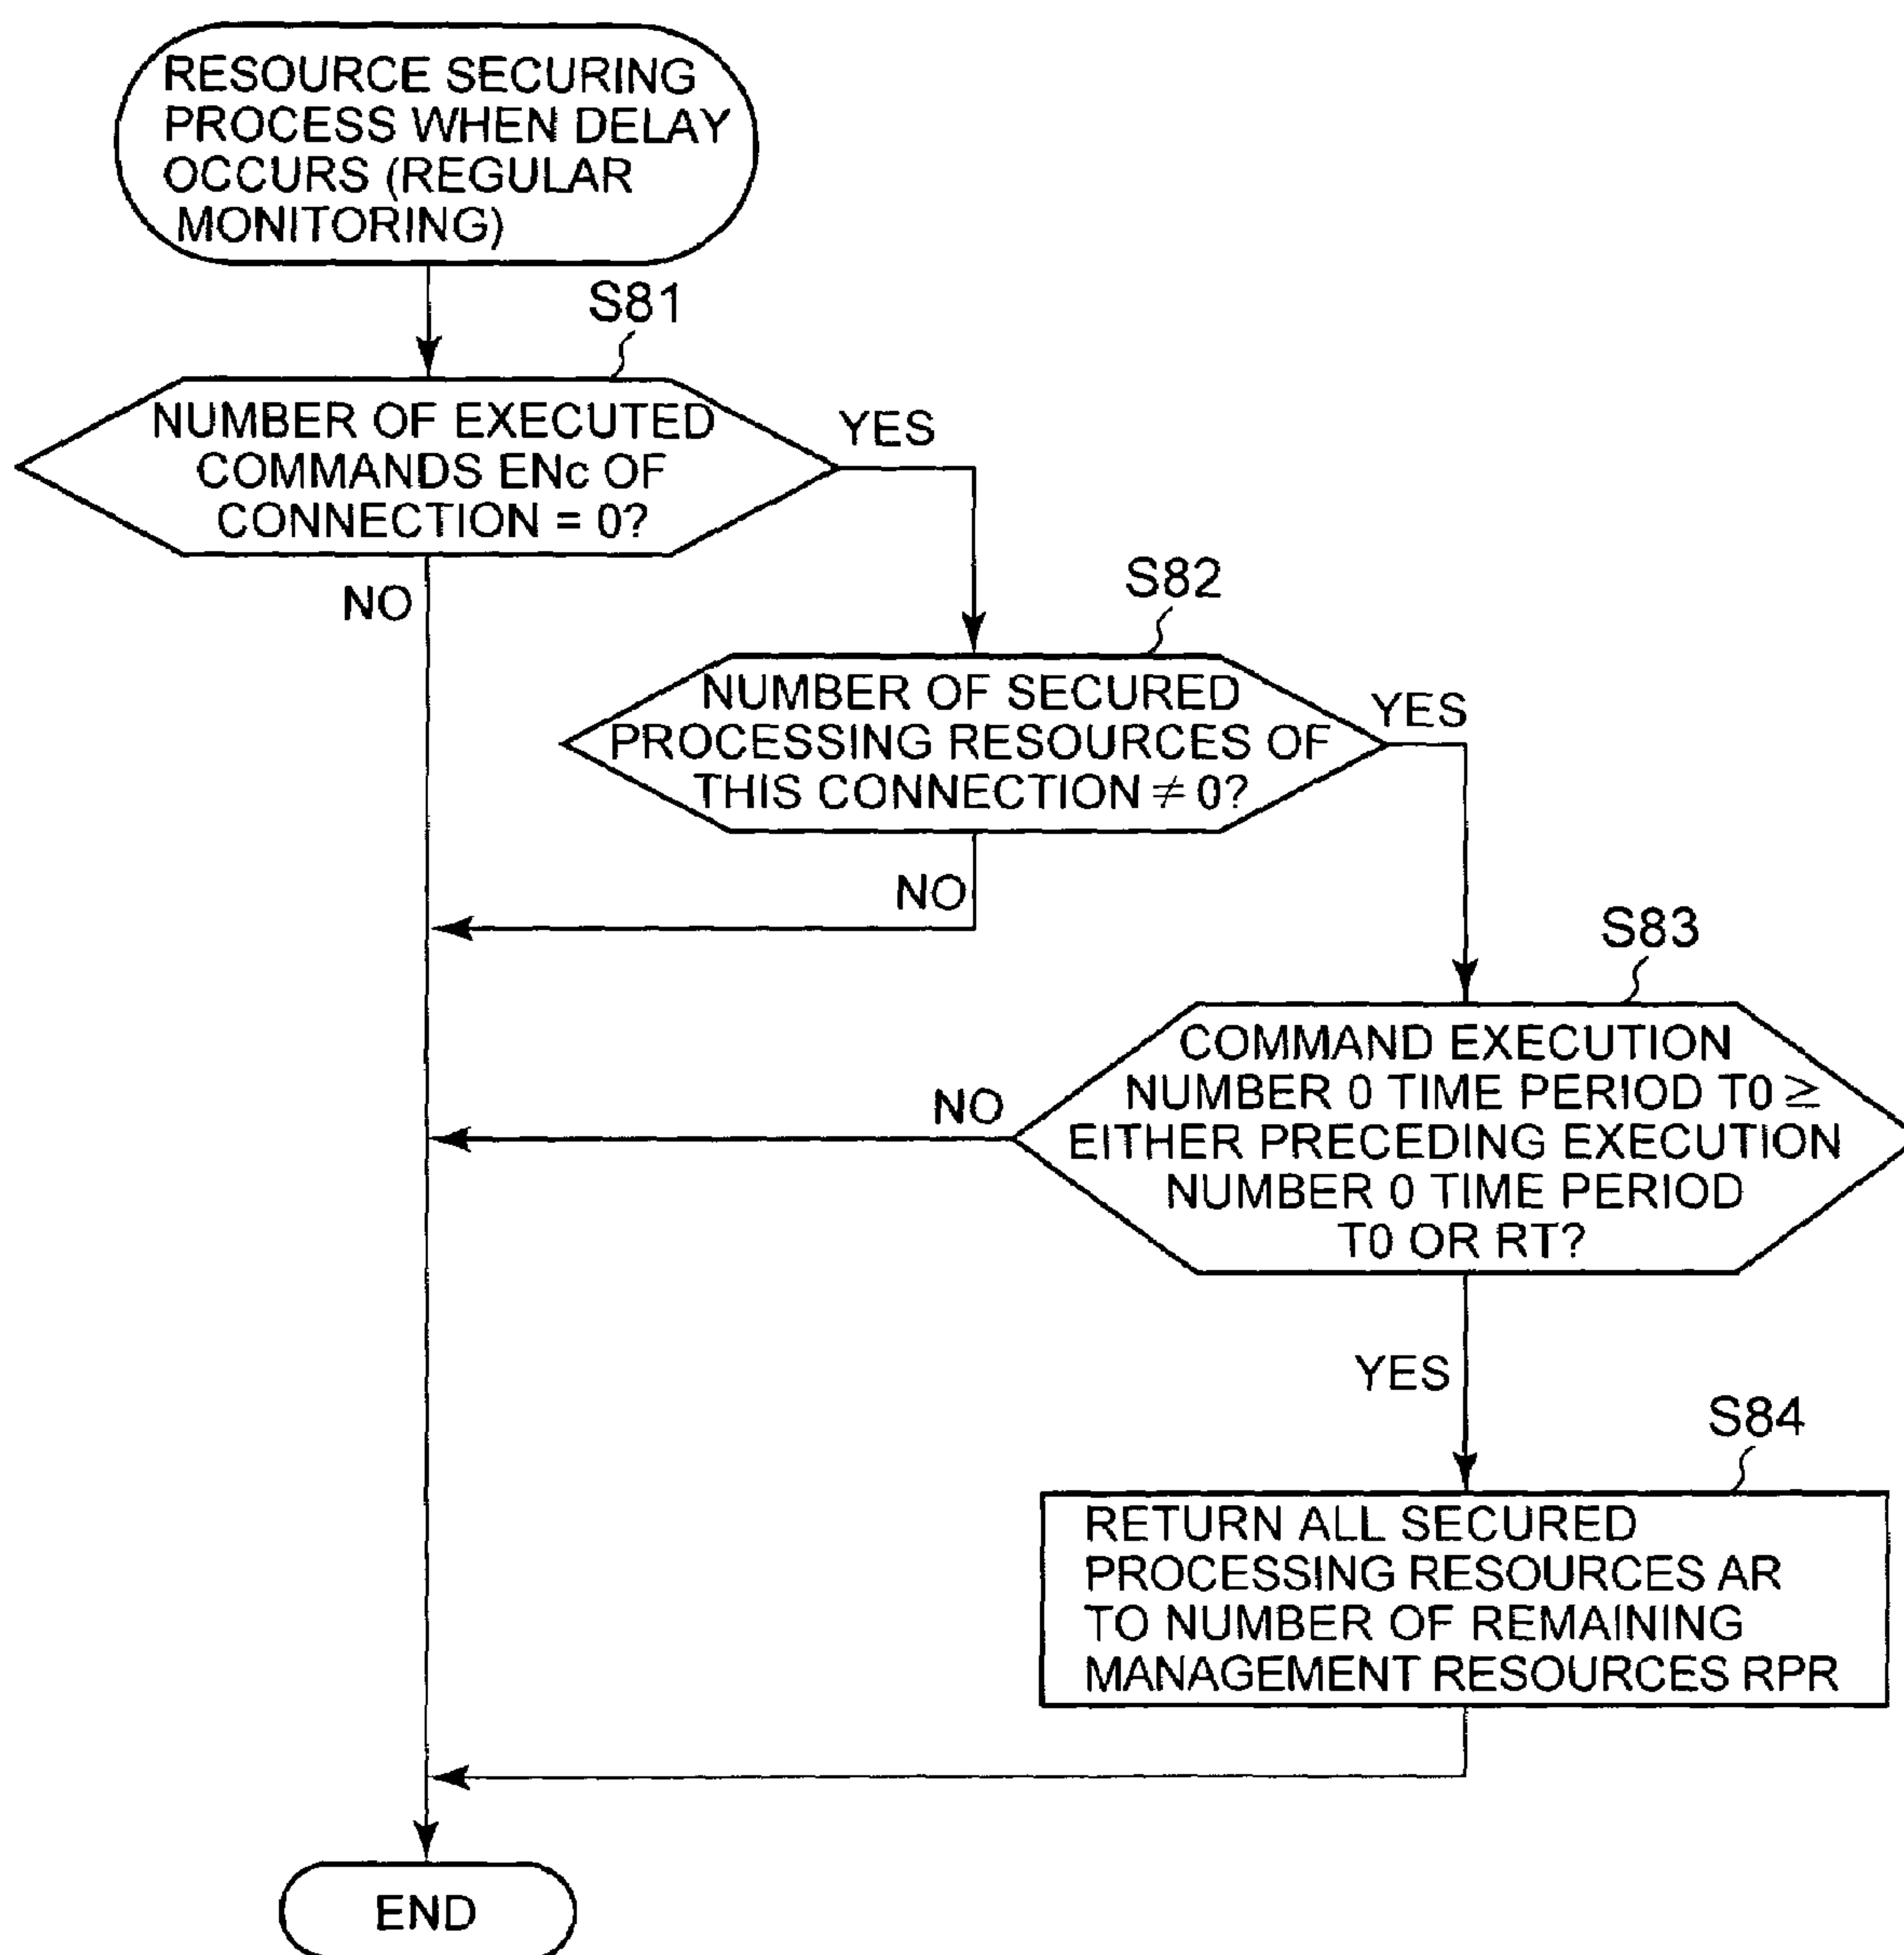 RESOURCE SECURING
PROCESS WHEN DELAY
OCCURS (REGULAR
MONITORING)
S81
NUMBER OF EXECUTED
COMMANDS ENc OF
CONNECTION = 0?
YES
NO
S82
NUMBER OF SECURED
PROCESSING RESOURCES OF
THIS CONNECTION ≠ 0?
YES
NO
S83
COMMAND EXECUTION
NUMBER 0 TIME PERIOD T0 ≥
EITHER PRECEDING EXECUTION
NUMBER 0 TIME PERIOD
T0 OR RT?
NO
YES
S84
RETURN ALL SECURED
PROCESSING RESOURCES AR
TO NUMBER OF REMAINING
MANAGEMENT RESOURCES RPR
END